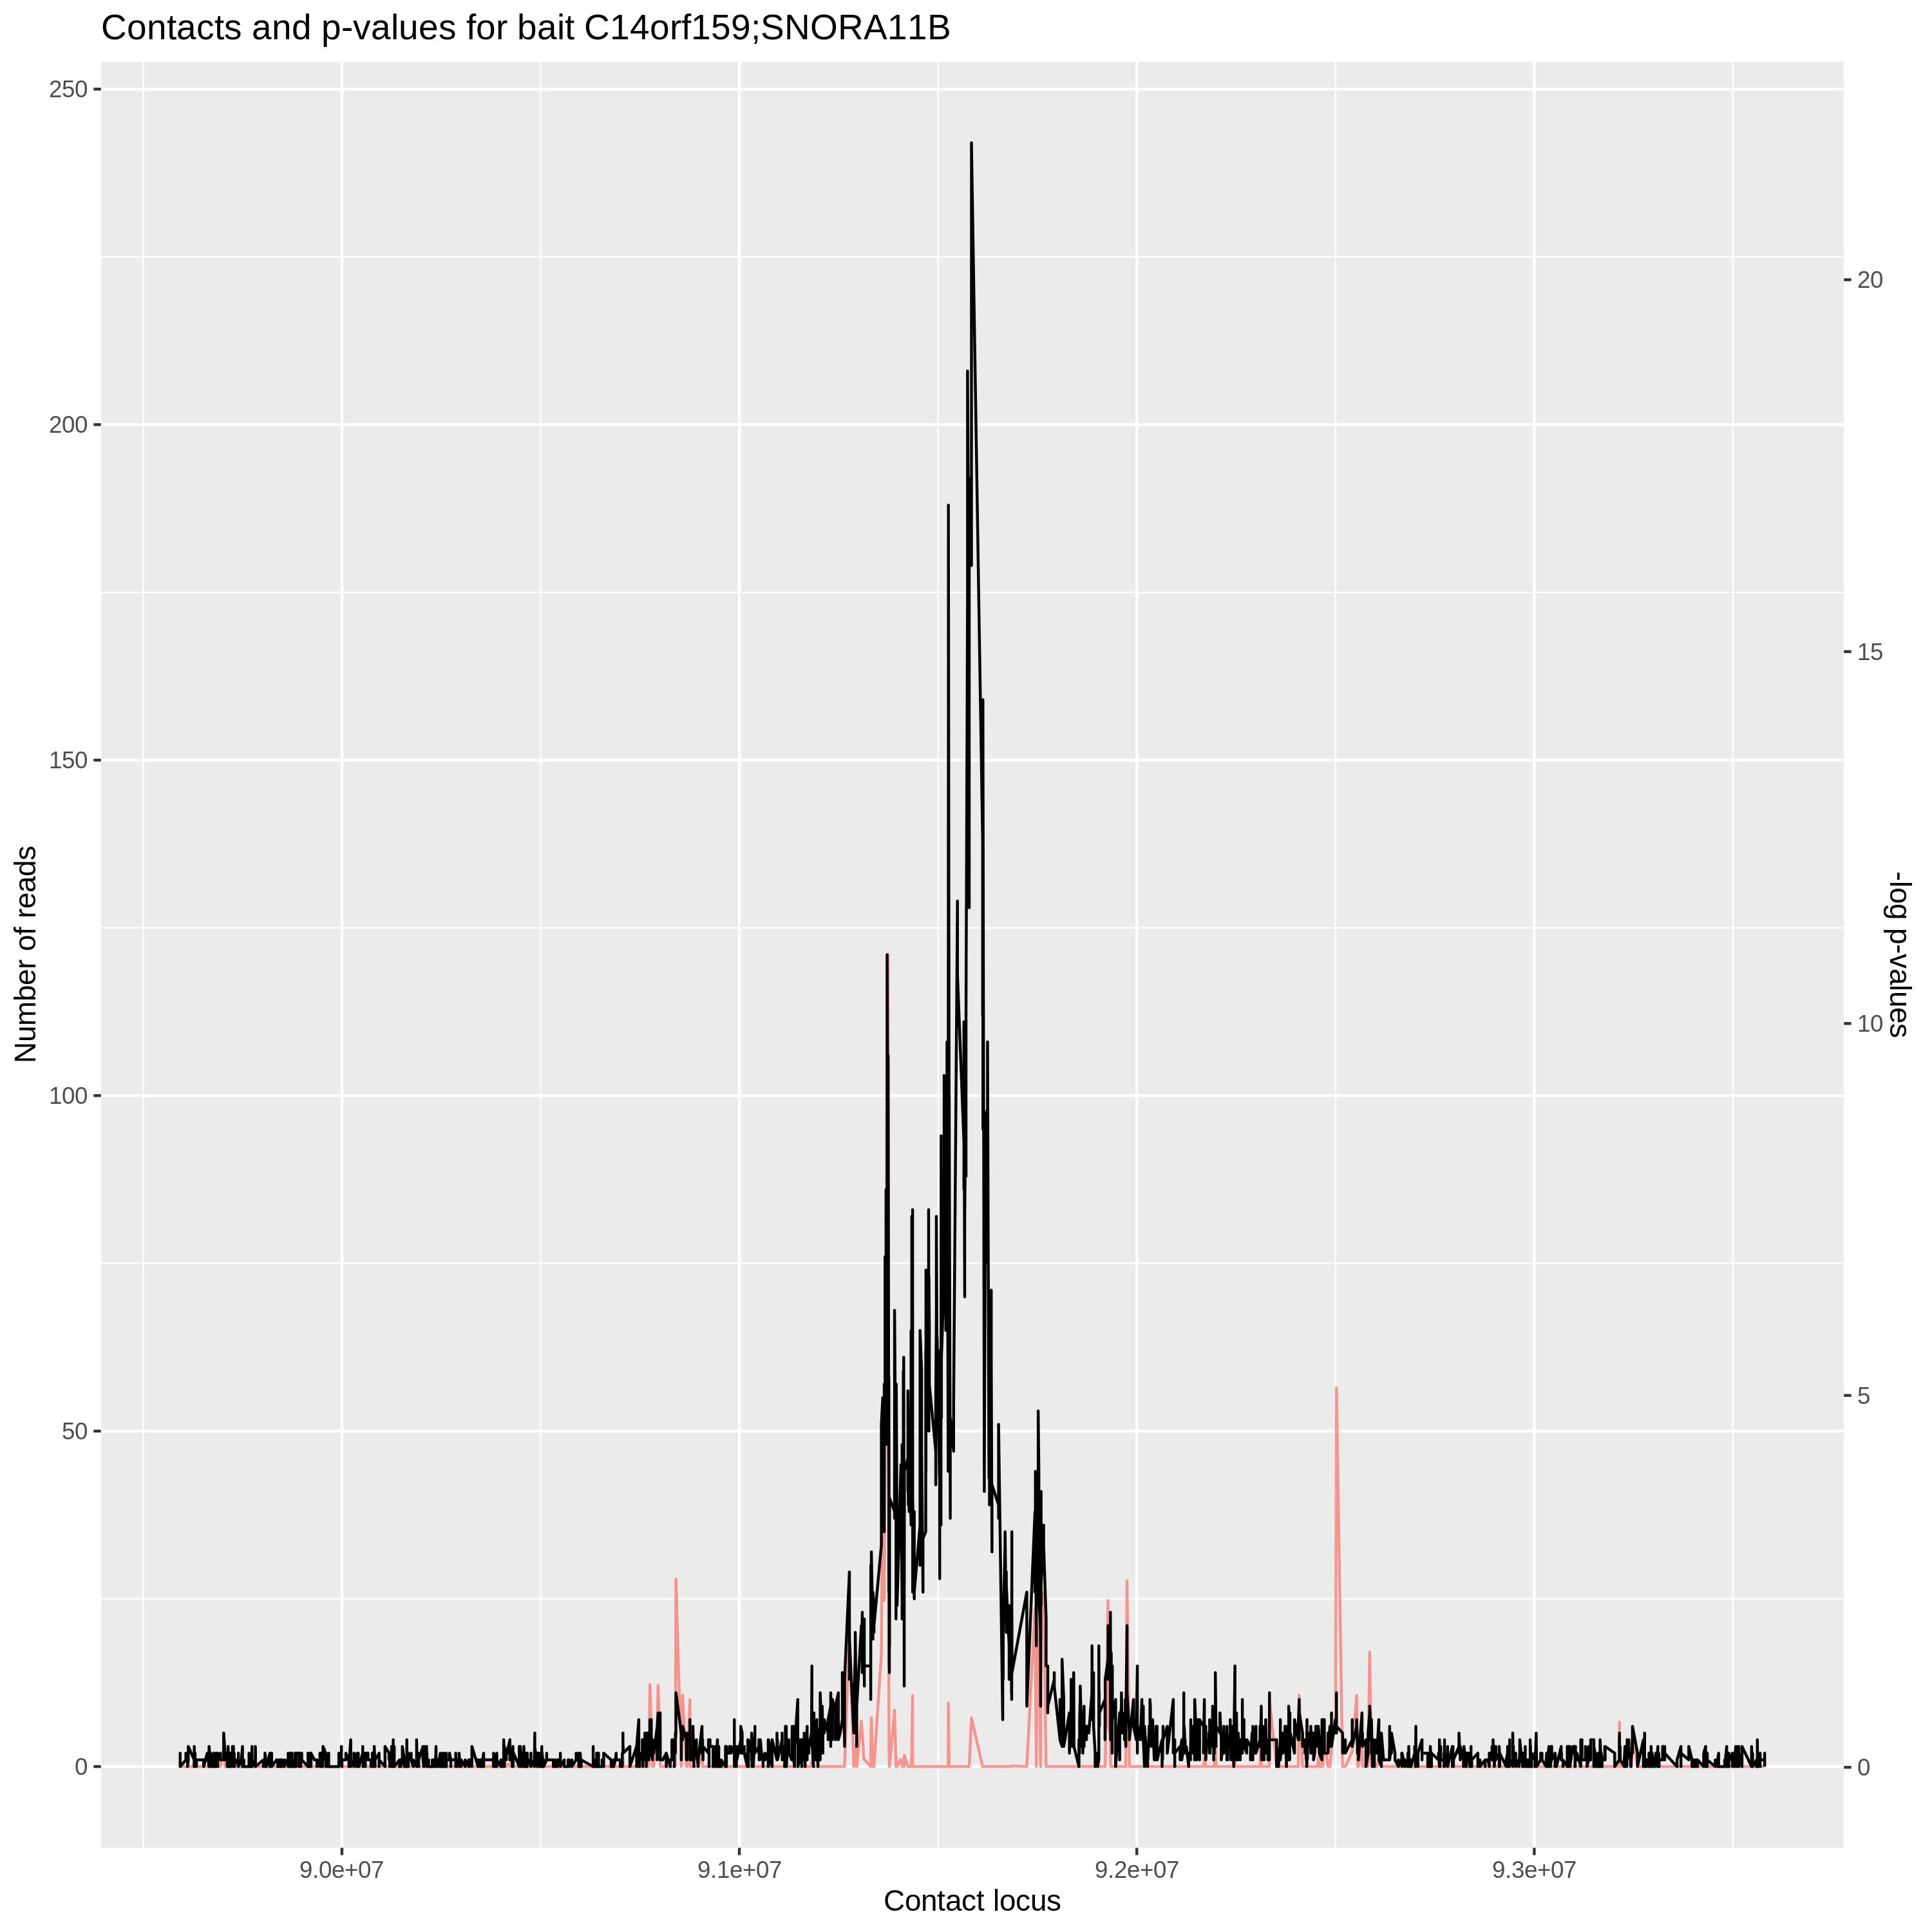 Contacts and p-values for bait C14orf159;SNORA11B
250
200
150
100
50
0
Number of reads
20
15
10
5
0
-log p-values
9.0e+07 9.1e+07 9.2e+07 9.3e+07
Contact locus